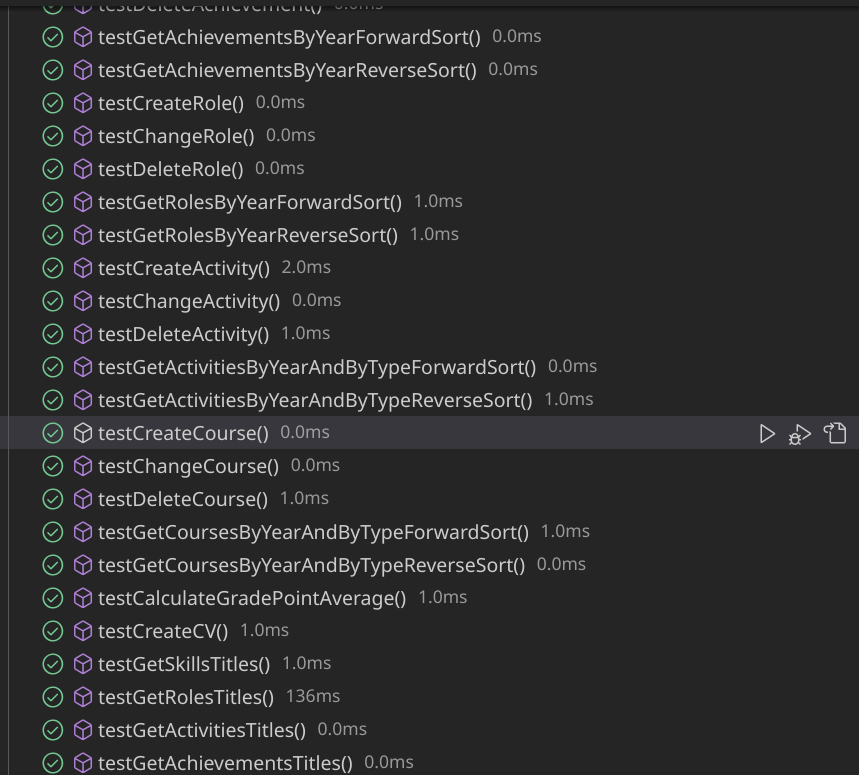 testDeleteAchievement() 0.0ms
testGetAchievementsByYearForwardSort() 0.0ms
testGetAchievementsByYearReverseSort() 0.0ms
testCreateRole() 0.0ms
testChangeRole() 0.0ms
testDeleteRole() 0.0ms
testGetRolesByYearForwardSort() 1.0ms
testGetRolesByYearReverseSort() 1.0ms
testCreateActivity() 2.0ms
testChangeActivity() 0.0ms
testDeleteActivity() 1.0ms
testGetActivitiesByYearAndByTypeForwardSort() 0.0ms
testGetActivitiesByYearAndByTypeReverseSort() 1.0ms
testCreateCourse() 0.0ms
testChangeCourse() 0.0ms
testDeleteCourse() 1.0ms
testGetCoursesByYearAndByTypeForwardSort() 1.0ms
testGetCoursesByYearAndByTypeReverseSort() 0.0ms
testCalculateGradePointAverage() 1.0ms
testCreateCV() 1.0ms
testGetSkillsTitles() 1.0ms
testGetRolesTitles() 136ms
testGetActivitiesTitles() 0.0ms
testGetAchievementsTitles() 0.0ms